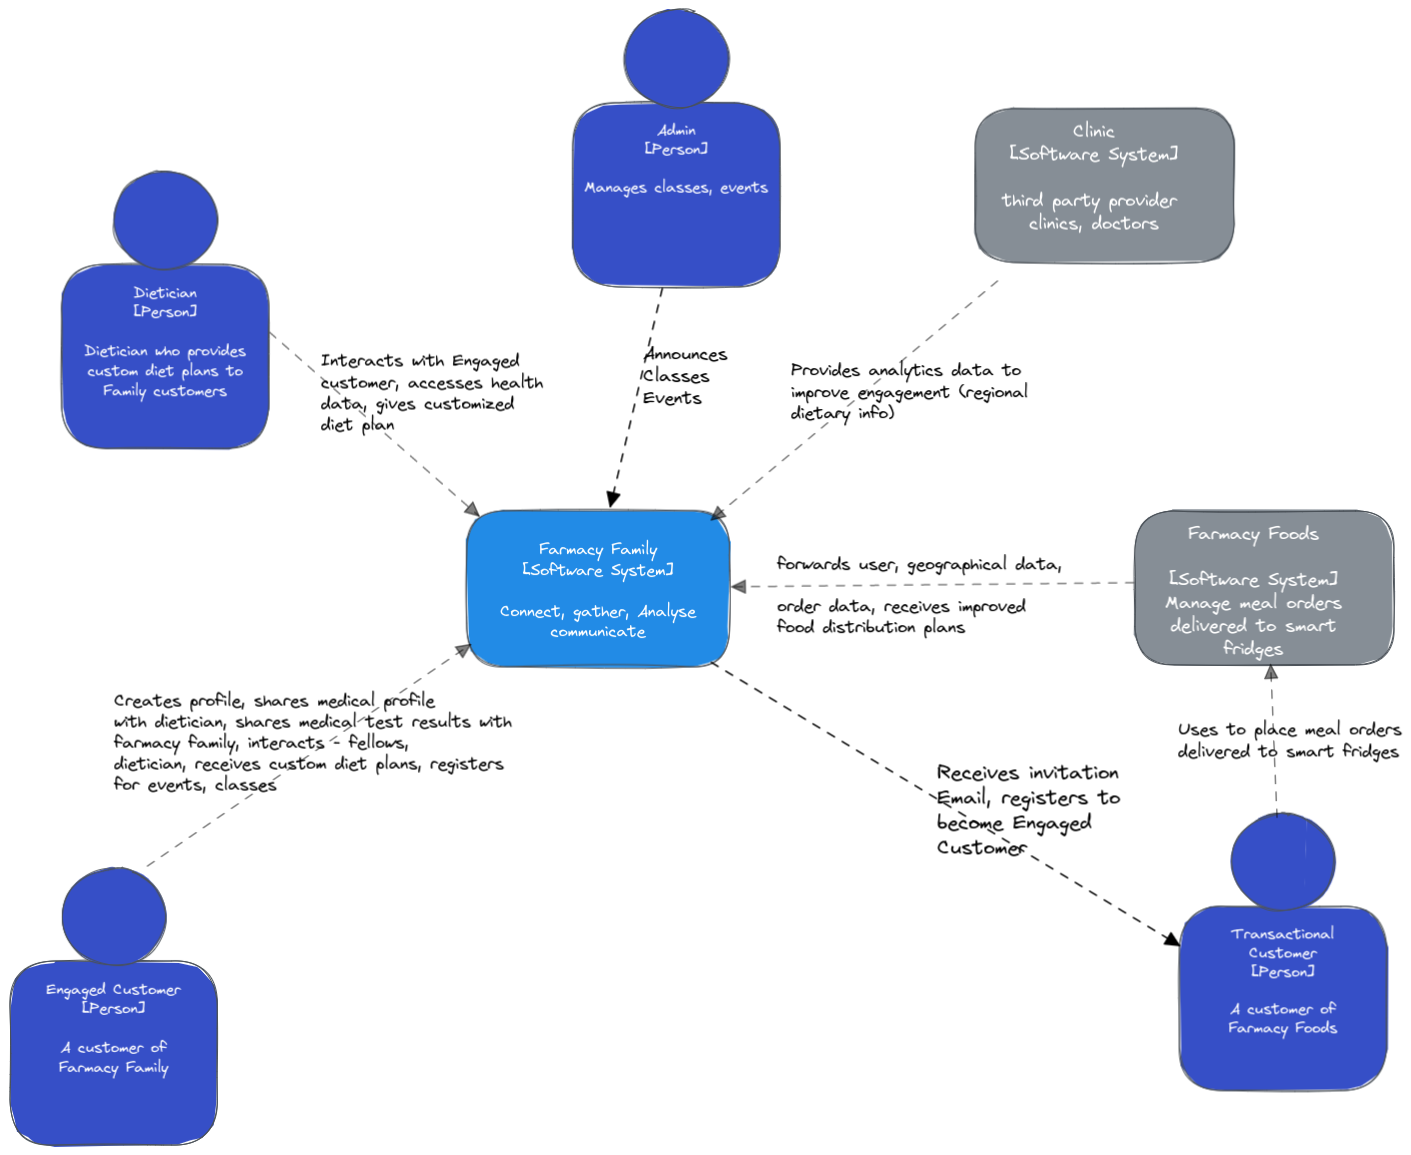 Admin
[Person]
Manages classes, events
Clinic
[Software System]
third party provider
clinics, doctors
Dietician
[Person]
Dietician who provides
custom diet plans to
Family customers
Interacts with Engaged
customer, accesses health
data, gives customized
diet plan
Announces
Classes
Events
Provides analytics data to
improve engagement (regional
dietary info)
Farmacy Family
[Software System]
Connect, gather, Analyse
communicate
forwards user, geographical data,
order data, receives improved
food distribution plans
Farmacy Foods
[Software System]
Manage meal orders
delivered to smart
fridges
Creates profile, shares medical profile
with dietician, shares medical test results with
farmacy family, interacts - fellows,
dietician, receives custom diet plans, registers
for events, classes
Receives invitation
Email, registers to
become Engaged
Customer
Uses to place meal orders
delivered to smart fridges
Engaged Customer
[Person]
A customer of
Farmacy Family
Transactional
Customer
[Person]
A customer of
Farmacy Foods